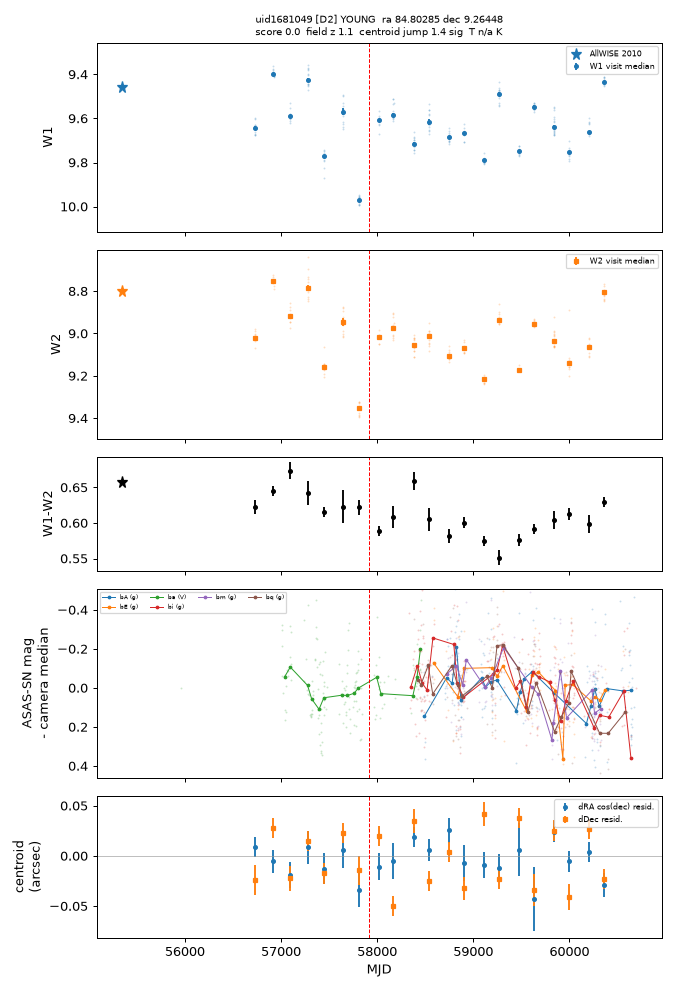 uid1681049 [D2] YOUNG ra 84.80285 dec 9.26448
score 0.0 field z 1.1 centroid jump 1.4 sig T n/a K
W1
9.4
9.6
9.8
10.0
AllWISE 2010
W1 visit median
W2
8.8
9.0
9.2
9.4
W2 visit median
W1-W2
0.65
0.60
0.55
ASAS-SN mag
- camera median
−0.4
−0.2
0.0
0.2
0.4
bA (g)
bE (g)
ba (V)
bi (g)
bm (g)
bq (g)
centroid
(arcsec)
0.05
0.00
−0.05
dRA cos(dec) resid.
dDec resid.
56000
57000
58000
59000
60000
MJD